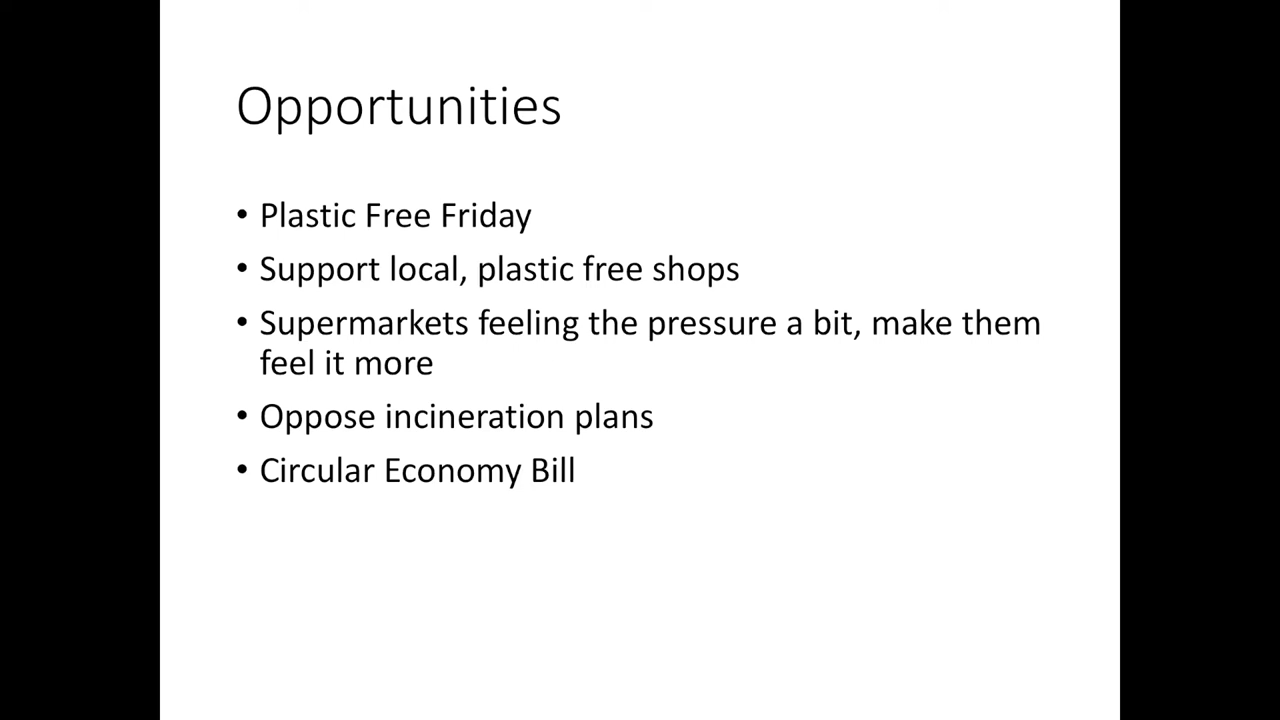 Opportunities
• Plastic Free Friday
• Support local, plastic free shops
• Supermarkets feeling the pressure a bit, make them
feel it more
• Oppose incineration plans
• Circular Economy Bill